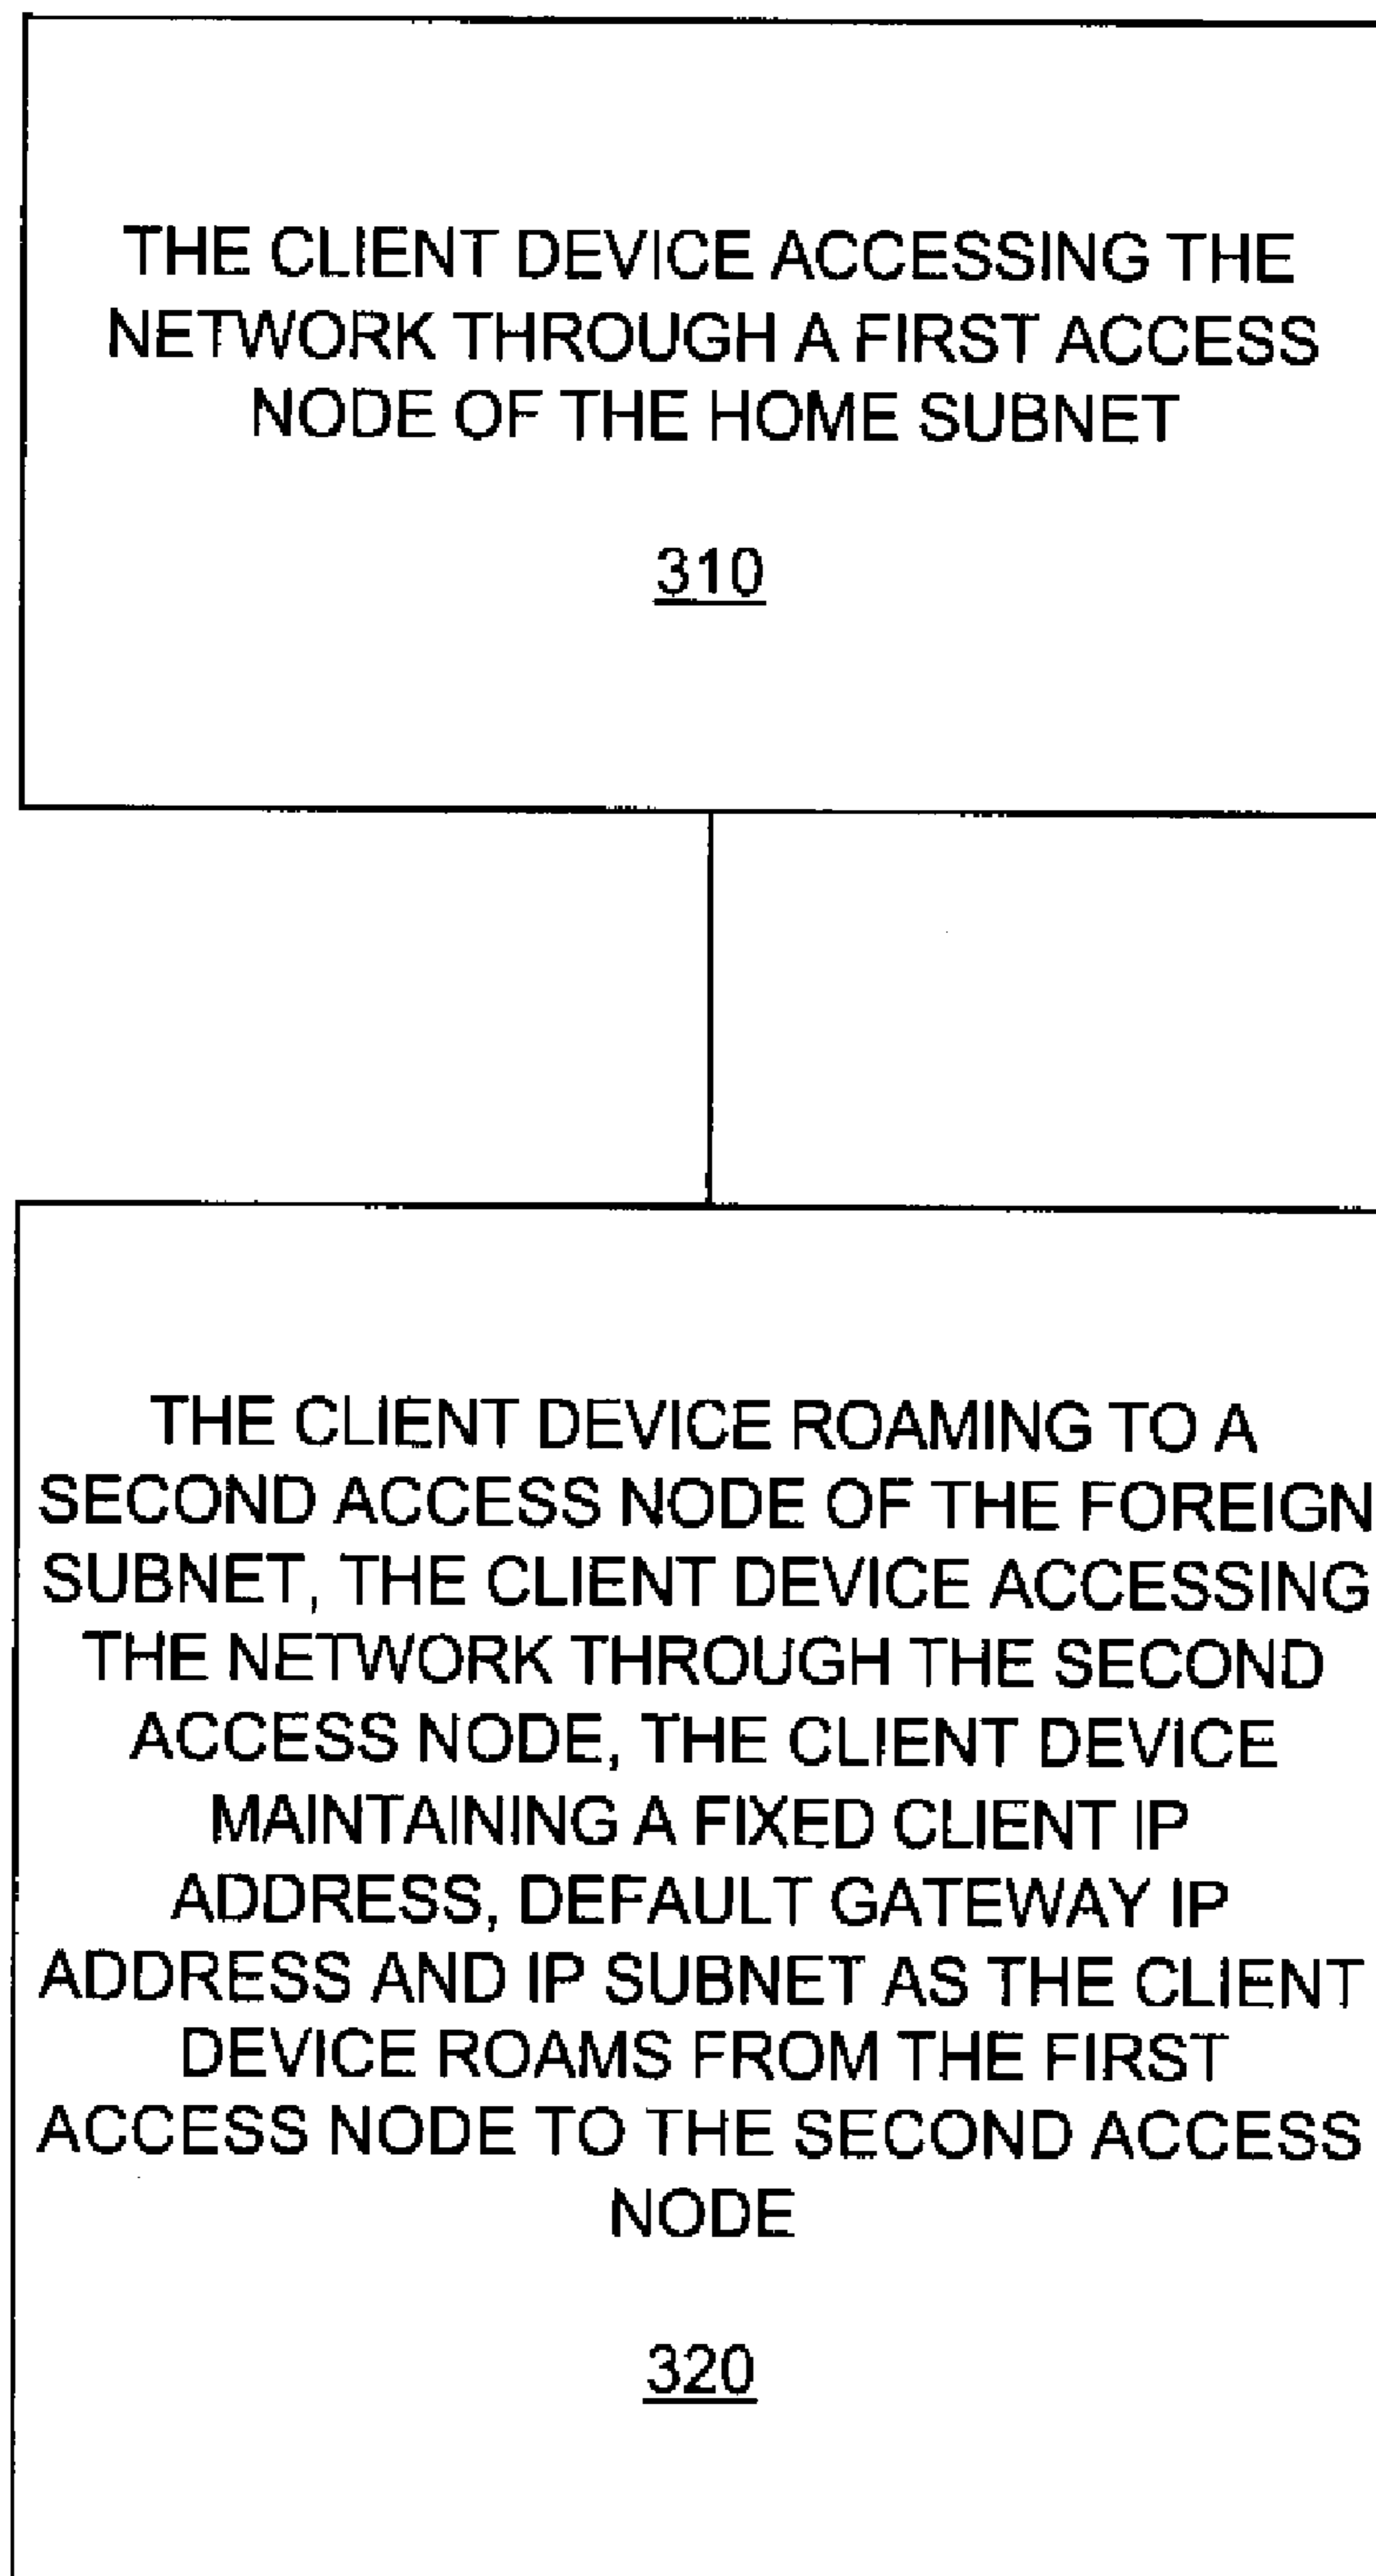 THE CLIENT DEVICE ACCESSING THE
NETWORK THROUGH A FIRST ACCESS
NODE OF THE HOME SUBNET
310
THE CLIENT DEVICE ROAMING TO A
SECOND ACCESS NODE OF THE FOREIGN
SUBNET, THE CLIENT DEVICE ACCESSING
THE NETWORK THROUGH THE SECOND
ACCESS NODE, THE CLIENT DEVICE
MAINTAINING A FIXED CLIENT IP
ADDRESS, DEFAULT GATEWAY IP
ADDRESS AND IP SUBNET AS THE CLIENT
DEVICE ROAMS FROM THE FIRST
ACCESS NODE TO THE SECOND ACCESS
NODE
320